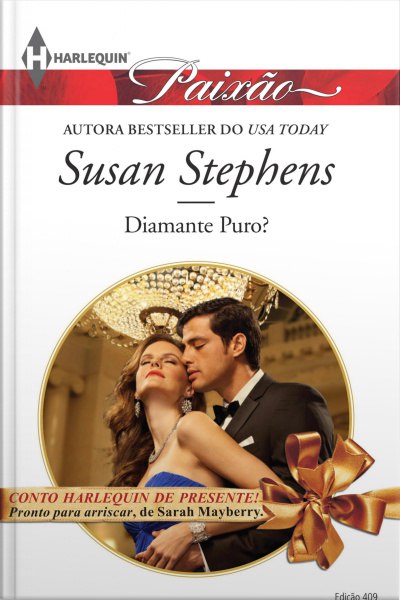 HARLEQUIN
Paixão
AUTORA BESTSELLER DO USA TODAY
Susan Stephens
Diamante Puro?
CONTO HARLEQUIN DE PRESENTE!
Pronto para arriscar, de Sarah Mayberry.
Edição 409